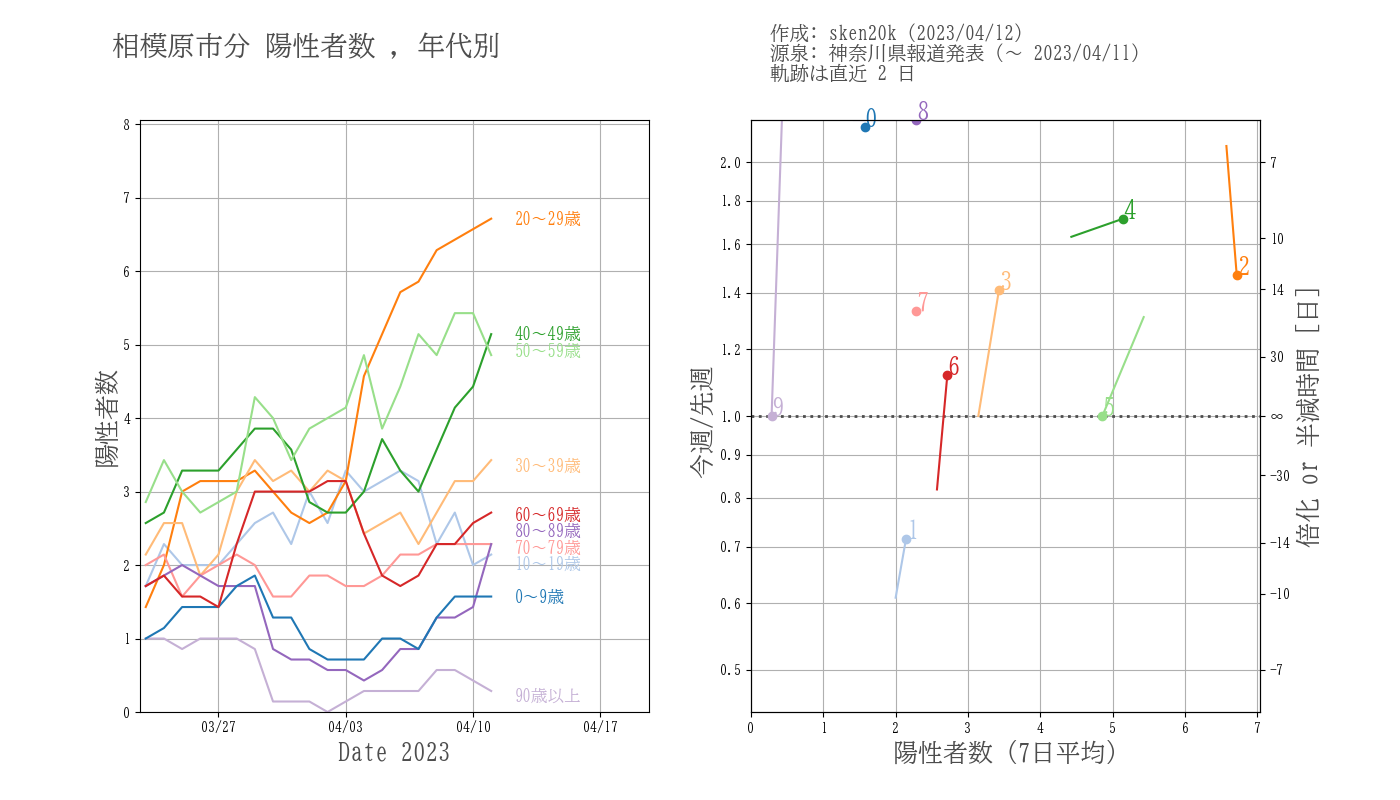 相模原市分 陽性者数 , 年代別
作成: sken20k (2023/04/12)
源泉: 神奈川県報道発表 (～ 2023/04/11)
軌跡は直近 2 日
8
7
6
5
4
3
2
1
0
陽性者数
20～29歳
40～49歳
50～59歳
30～39歳
60～69歳
80～89歳
70～79歳
10～19歳
0～9歳
90歳以上
03/27
04/03
04/10
04/17
Date 2023
2.0
1.8
1.6
1.4
1.2
1.0
0.9
0.8
0.7
0.6
0.5
今週/先週
0
8
4
2
3
7
6
9
5
1
7
10
14
30
∞
-30
-14
-10
-7
倍化 or 半減時間 [日]
0
1
2
3
4
5
6
7
陽性者数 (7日平均)